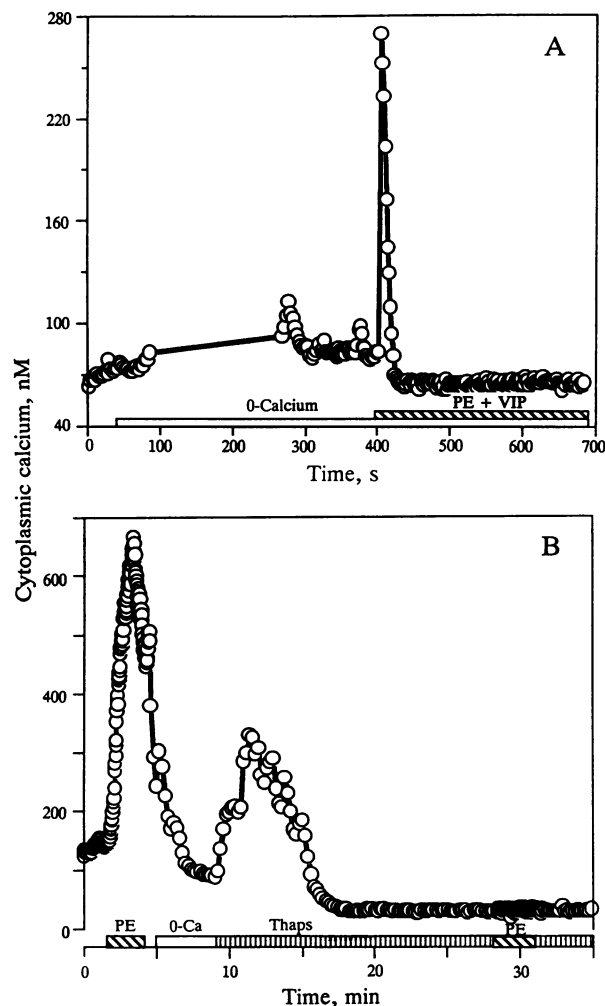 280
A
220
160
100
40
0-Calcium
PE + VIP
0 100 200 300 400 500 600 700
Time, s
Cytoplasmic calcium, nM
B
600
400
200
0
PE 0-Ca Thaps PE
0 10 20 30
Time, min